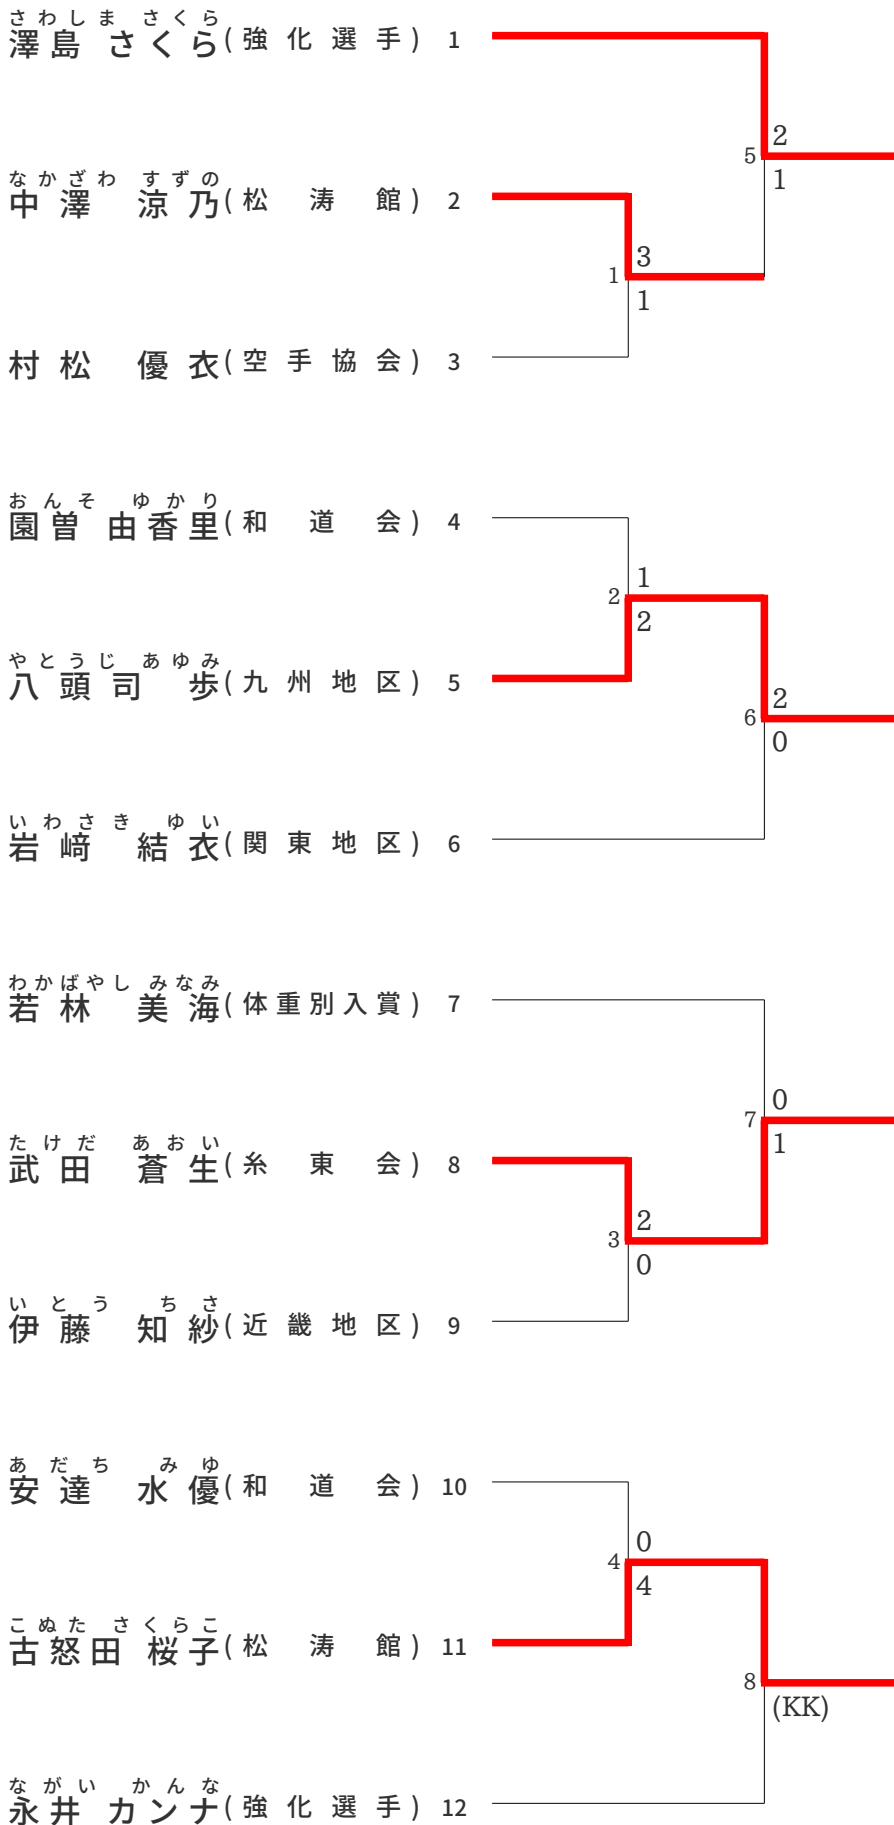 さわしま さくら
澤島 さくら(強化選手) 1
2
5
1
なかざわ すずの
中澤 涼乃(松涛館) 2
3
1
1
村松 優衣(空手協会) 3
おんそ ゆかり
園曽 由香里(和道会) 4
1
2
2
やとうじ あゆみ
八頭司 歩(九州地区) 5
2
6
0
いわさき ゆい
岩﨑 結衣(関東地区) 6
わかばやし みなみ
若林 美海(体重別入賞) 7
0
7
1
たけだ あおい
武田 蒼生(糸東会) 8
2
3
0
いとう ちさ
伊藤 知紗(近畿地区) 9
あだち みゆ
安達 水優(和道会) 10
0
4
4
こぬた さくらこ
古怒田 桜子(松涛館) 11
8
(KK)
ながい かんな
永井 カンナ(強化選手) 12